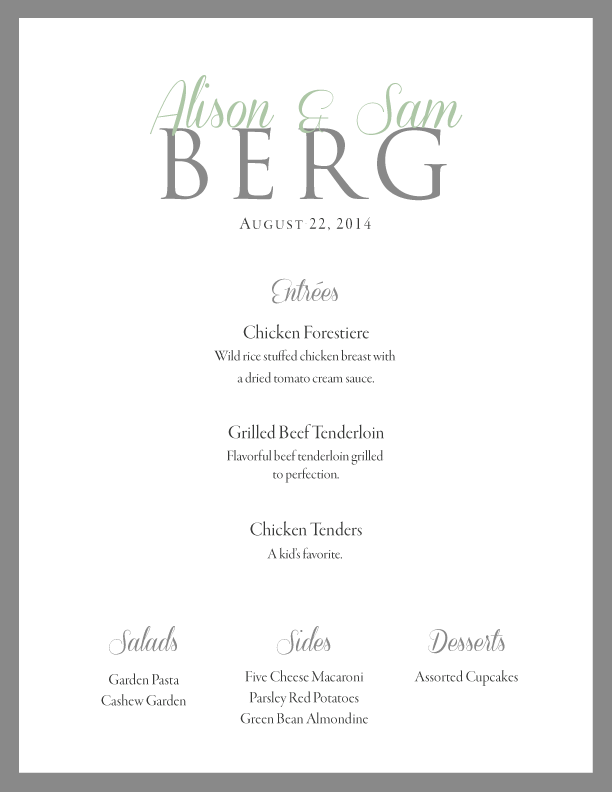 Alison & Sam
BERG
AUGUST 22, 2014
Entrées
Chicken Forestiere
Wild rice stuffed chicken breast with
a dried tomato cream sauce.
Grilled Beef Tenderloin
Flavorful beef tenderloin grilled
to perfection.
Chicken Tenders
A kid's favorite.
Salads
Garden Pasta
Cashew Garden
Sides
Five Cheese Macaroni
Parsley Red Potatoes
Green Bean Almondine
Desserts
Assorted Cupcakes